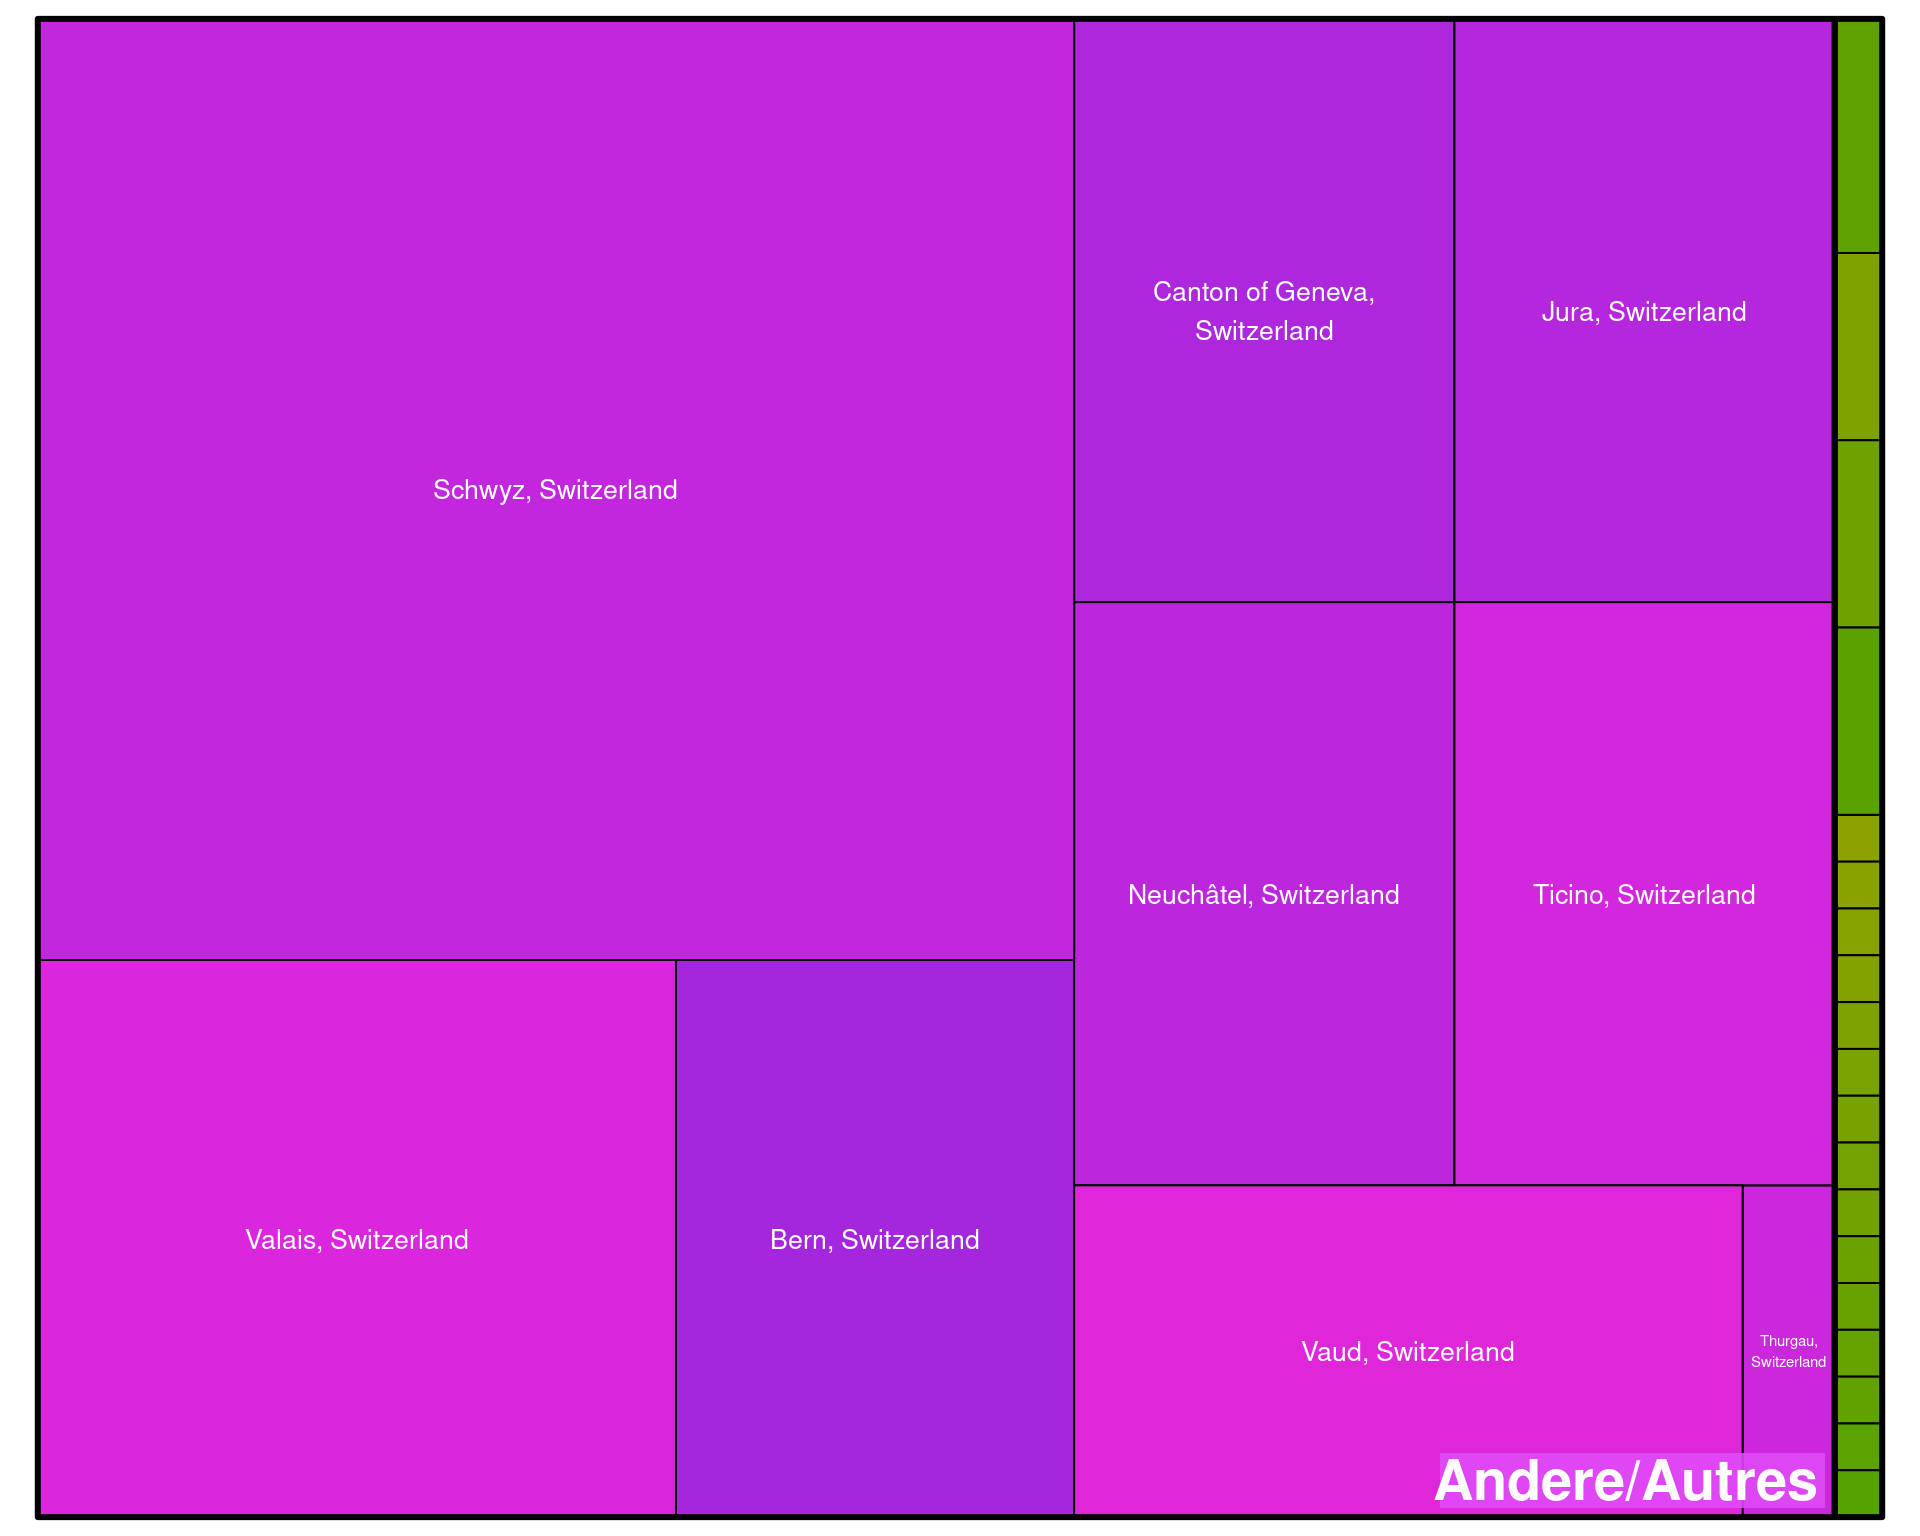 Canton of Geneva,
Switzerland
Jura, Switzerland
Schwyz, Switzerland
Neuchâtel, Switzerland
Ticino, Switzerland
Valais, Switzerland
Bern, Switzerland
Vaud, Switzerland
Thurgau,
Switzerland
Andere/Autres